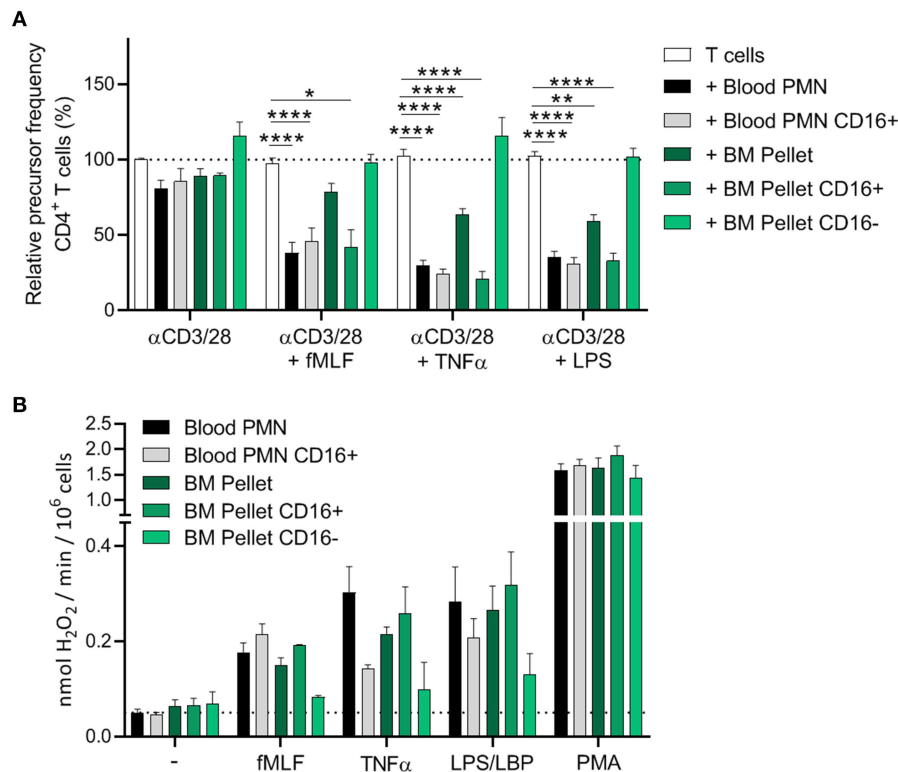 A
Relative precursor frequency
CD4+ T cells (%)
150
100
50
0
*
****
****
****
****
****
****
****
**
****
****
αCD3/28
αCD3/28
+ fMLF
αCD3/28
+ TNFα
αCD3/28
+ LPS
T cells
+ Blood PMN
+ Blood PMN CD16+
+ BM Pellet
+ BM Pellet CD16+
+ BM Pellet CD16-
B
nmol H₂O₂ / min / 10⁶ cells
2.5
2.0
1.5
1.0
0.4
0.2
0.0
Blood PMN
Blood PMN CD16+
BM Pellet
BM Pellet CD16+
BM Pellet CD16-
-
fMLF
TNFα
LPS/LBP
PMA